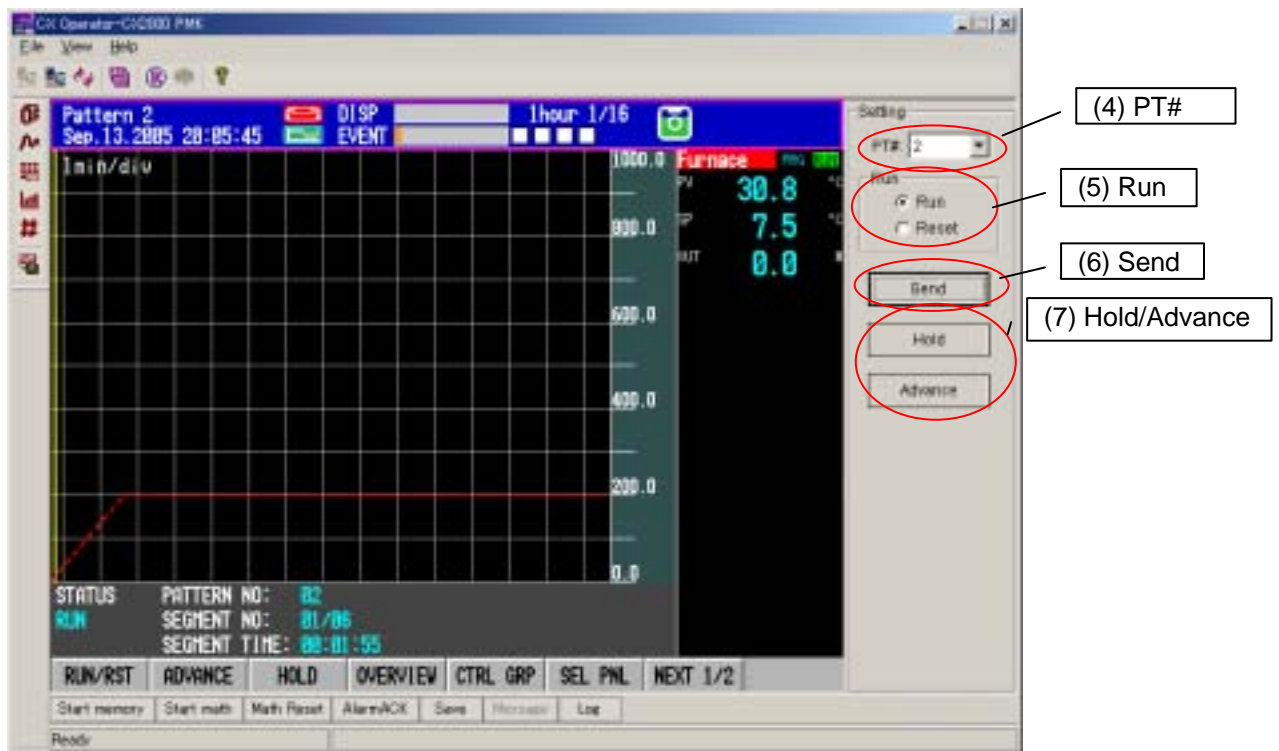 CX Operator-CX2000 PMK
File View Help
Pattern 2 DISP 1hour 1/16
Sep.13.2005 20:05:45 EVENT
1min/div
1000.0
800.0
600.0
400.0
200.0
0.0
Furnace PRG
PV 30.8 °C
SP 7.5 °C
OUT 0.0
STATUS PATTERN NO: 02
RUN SEGMENT NO: 01/06
SEGMENT TIME: 00:01:55
RUN/RST ADVANCE HOLD OVERVIEW CTRL GRP SEL PNL NEXT 1/2
Start memory Start math Math Reset AlarmACK Save Message Log
Ready
Setting
PT#: 2
Run
Run
Reset
Send
Hold
Advance
(4) PT#
(5) Run
(6) Send
(7) Hold/Advance